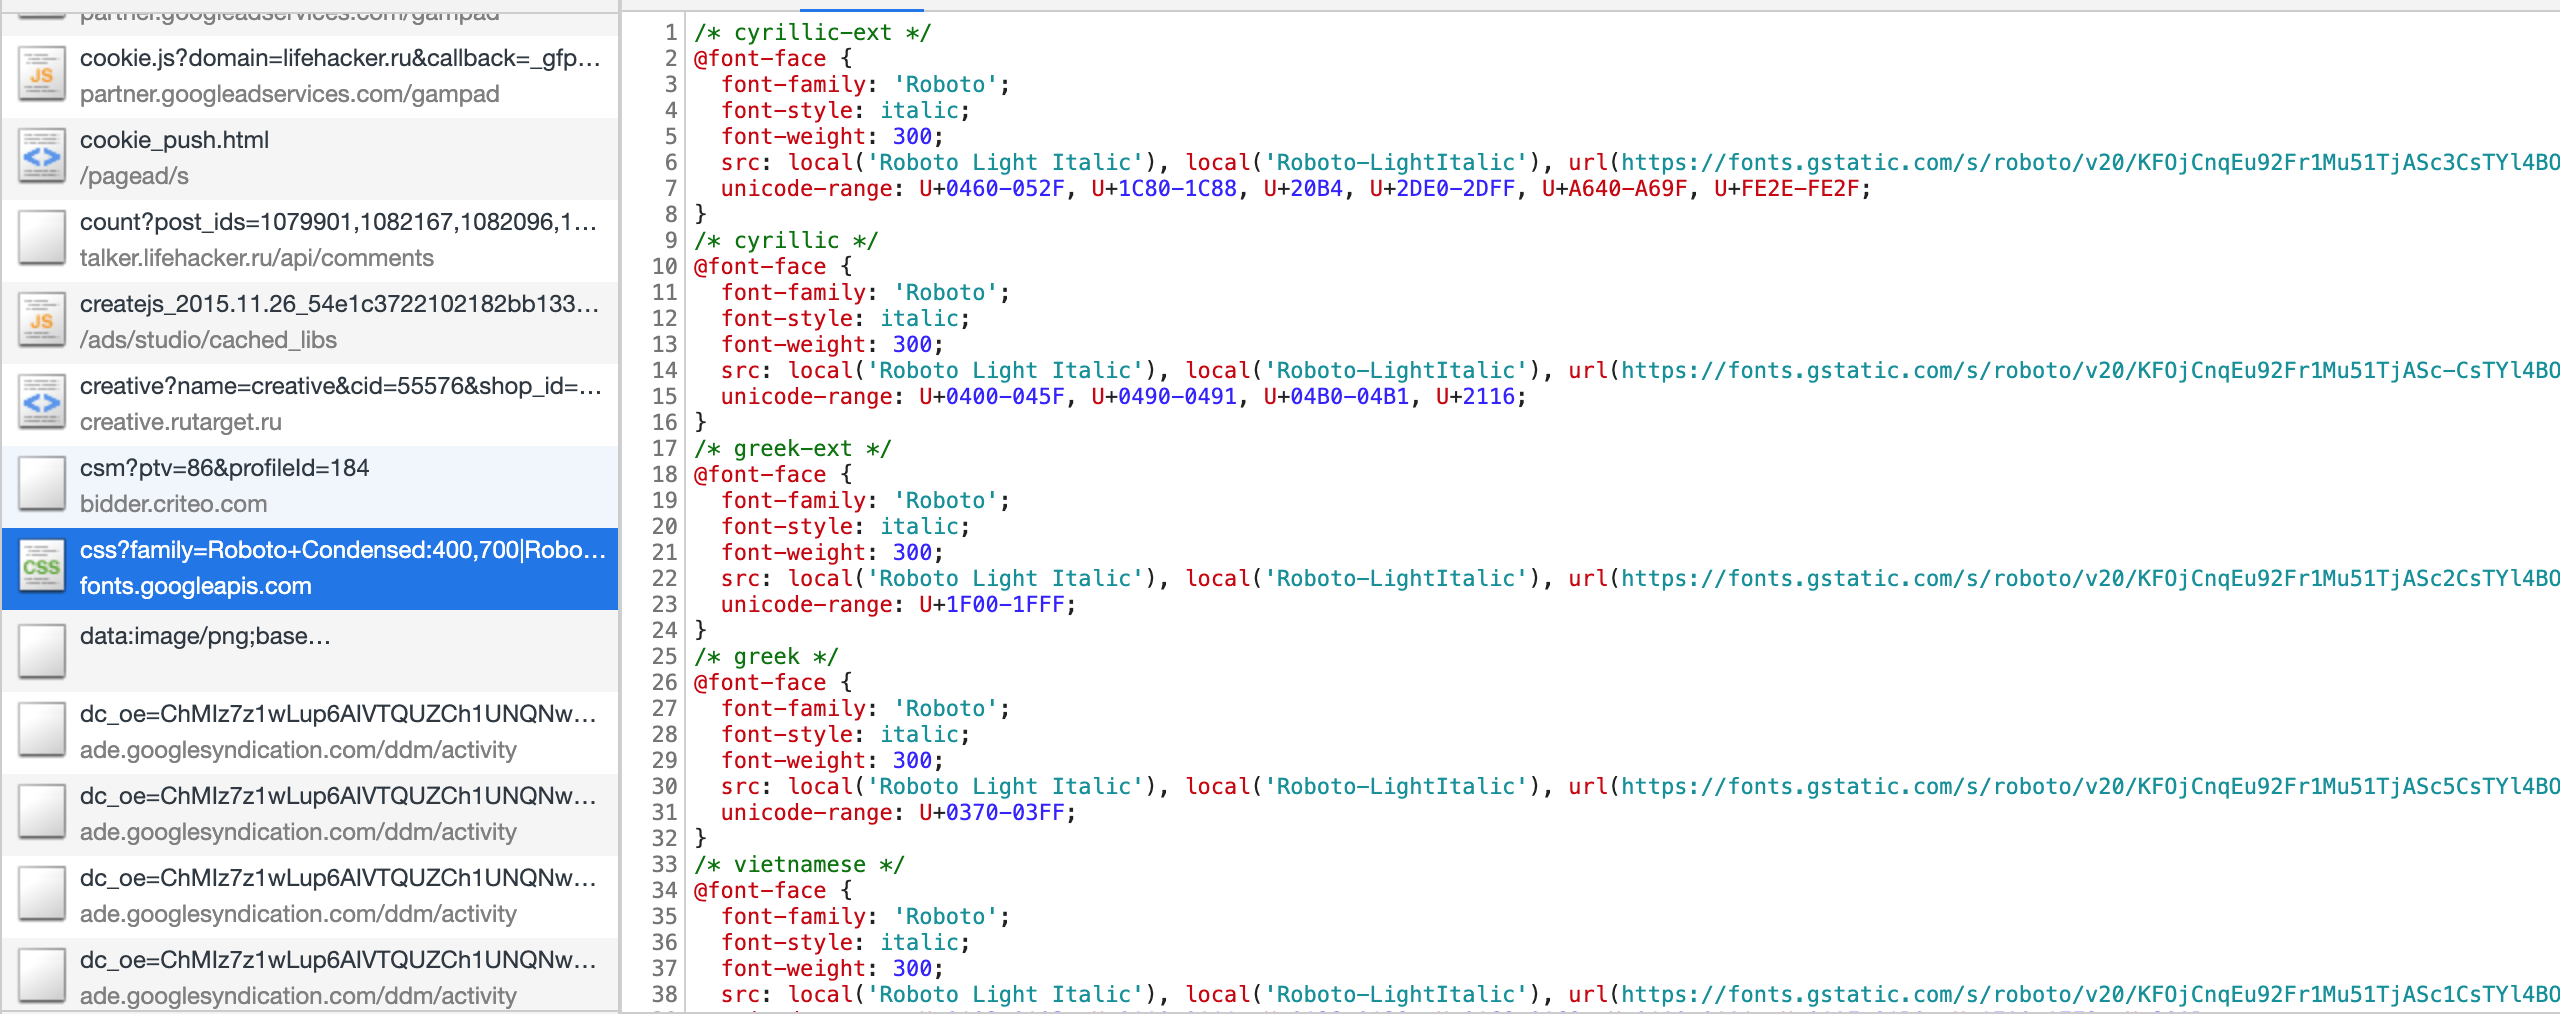 partner.googleadservices.com/gampad
cookie.js?domain=lifehacker.ru&callback=_gfp...
partner.googleadservices.com/gampad
cookie_push.html
/pagead/s
count?post_ids=1079901,1082167,1082096,1...
talker.lifehacker.ru/api/comments
createjs_2015.11.26_54e1c3722102182bb133...
/ads/studio/cached_libs
creative?name=creative&cid=55576&shop_id=...
creative.rutarget.ru
csm?ptv=86&profileId=184
bidder.criteo.com
css?family=Roboto+Condensed:400,700|Robo...
fonts.googleapis.com
data:image/png;base...
dc_oe=ChMIz7z1wLup6AIVTQUZCh1UNQNw...
ade.googlesyndication.com/ddm/activity
dc_oe=ChMIz7z1wLup6AIVTQUZCh1UNQNw...
ade.googlesyndication.com/ddm/activity
dc_oe=ChMIz7z1wLup6AIVTQUZCh1UNQNw...
ade.googlesyndication.com/ddm/activity
dc_oe=ChMIz7z1wLup6AIVTQUZCh1UNQNw...
ade.googlesyndication.com/ddm/activity
1 /* cyrillic-ext */
2 @font-face {
3 font-family: 'Roboto';
4 font-style: italic;
5 font-weight: 300;
6 src: local('Roboto Light Italic'), local('Roboto-LightItalic'), url(https://fonts.gstatic.com/s/roboto/v20/KFOjCnqEu92Fr1Mu51TjASc3CsTYl4BO
7 unicode-range: U+0460-052F, U+1C80-1C88, U+20B4, U+2DE0-2DFF, U+A640-A69F, U+FE2E-FE2F;
8 }
9 /* cyrillic */
10 @font-face {
11 font-family: 'Roboto';
12 font-style: italic;
13 font-weight: 300;
14 src: local('Roboto Light Italic'), local('Roboto-LightItalic'), url(https://fonts.gstatic.com/s/roboto/v20/KFOjCnqEu92Fr1Mu51TjASc-CsTYl4BO
15 unicode-range: U+0400-045F, U+0490-0491, U+04B0-04B1, U+2116;
16 }
17 /* greek-ext */
18 @font-face {
19 font-family: 'Roboto';
20 font-style: italic;
21 font-weight: 300;
22 src: local('Roboto Light Italic'), local('Roboto-LightItalic'), url(https://fonts.gstatic.com/s/roboto/v20/KFOjCnqEu92Fr1Mu51TjASc2CsTYl4BO
23 unicode-range: U+1F00-1FFF;
24 }
25 /* greek */
26 @font-face {
27 font-family: 'Roboto';
28 font-style: italic;
29 font-weight: 300;
30 src: local('Roboto Light Italic'), local('Roboto-LightItalic'), url(https://fonts.gstatic.com/s/roboto/v20/KFOjCnqEu92Fr1Mu51TjASc5CsTYl4BO
31 unicode-range: U+0370-03FF;
32 }
33 /* vietnamese */
34 @font-face {
35 font-family: 'Roboto';
36 font-style: italic;
37 font-weight: 300;
38 src: local('Roboto Light Italic'), local('Roboto-LightItalic'), url(https://fonts.gstatic.com/s/roboto/v20/KFOjCnqEu92Fr1Mu51TjASc1CsTYl4BO